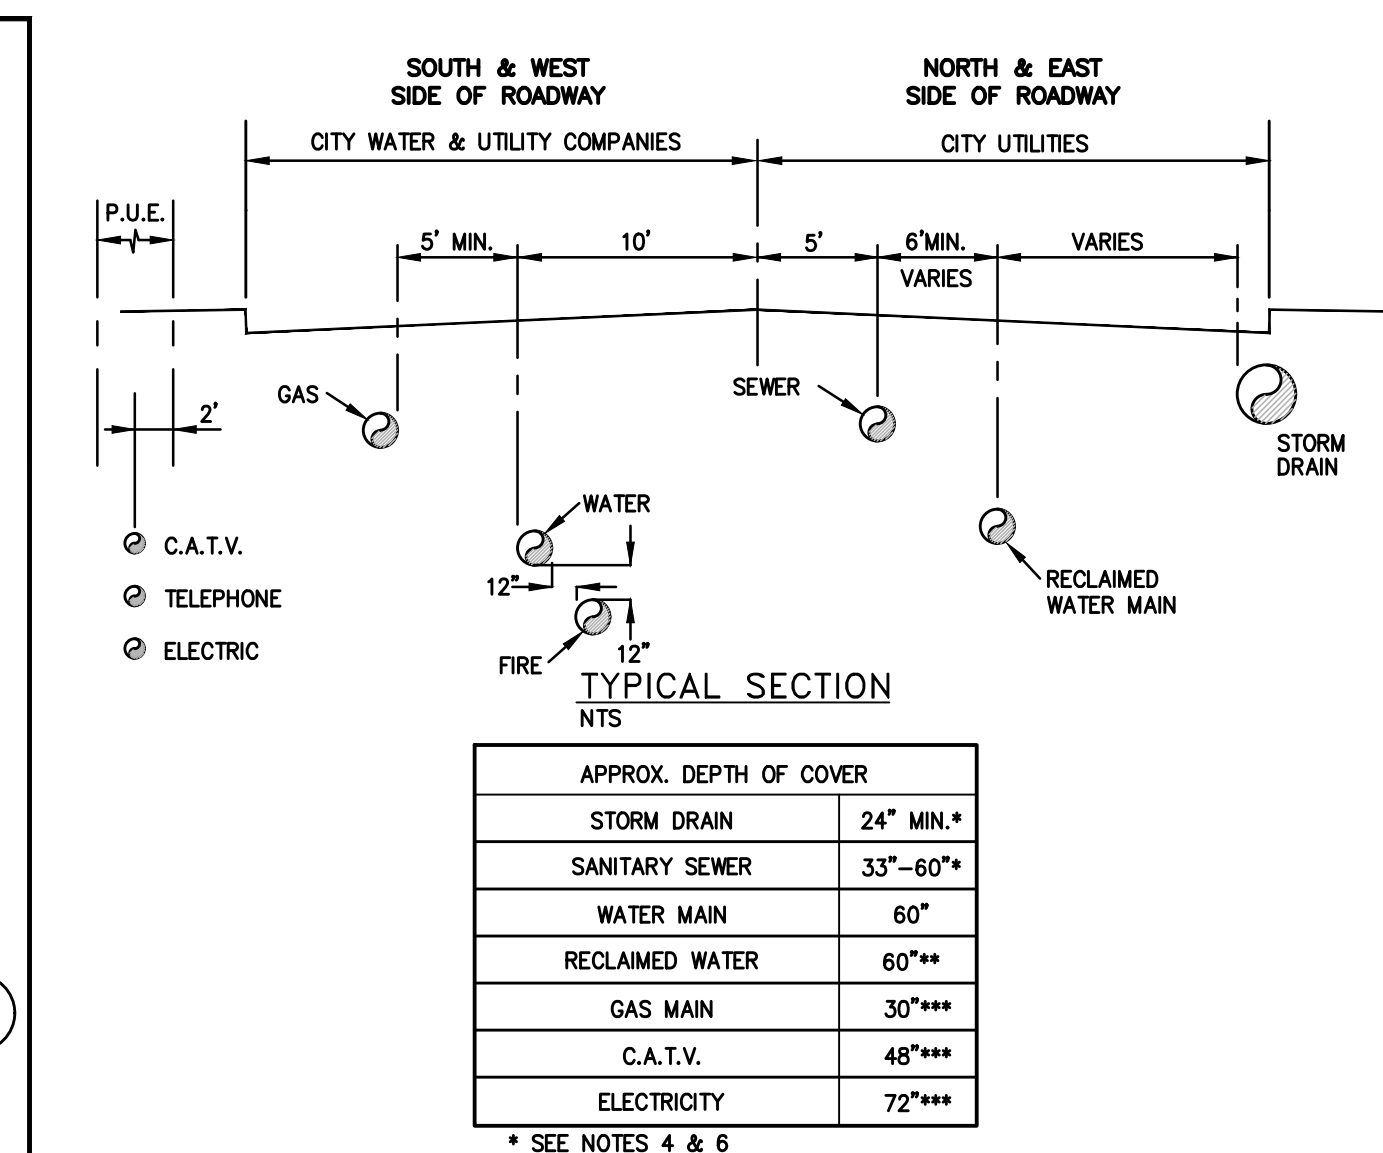 SOUTH & WEST
SIDE OF ROADWAY
NORTH & EAST
SIDE OF ROADWAY
CITY WATER & UTILITY COMPANIES
CITY UTILITIES
P.U.E.
5' MIN.
10'
5'
6'MIN.
VARIES
VARIES
GAS
SEWER
2'
STORM
DRAIN
WATER
C.A.T.V.
12"
RECLAIMED
WATER MAIN
TELEPHONE
ELECTRIC
FIRE
12"
TYPICAL SECTION
NTS
APPROX. DEPTH OF COVER
STORM DRAIN 24" MIN.*
SANITARY SEWER 33"-60"*
WATER MAIN 60"
RECLAIMED WATER 60"**
GAS MAIN 30"***
C.A.T.V. 48"***
ELECTRICITY 72"***
* SEE NOTES 4 & 6